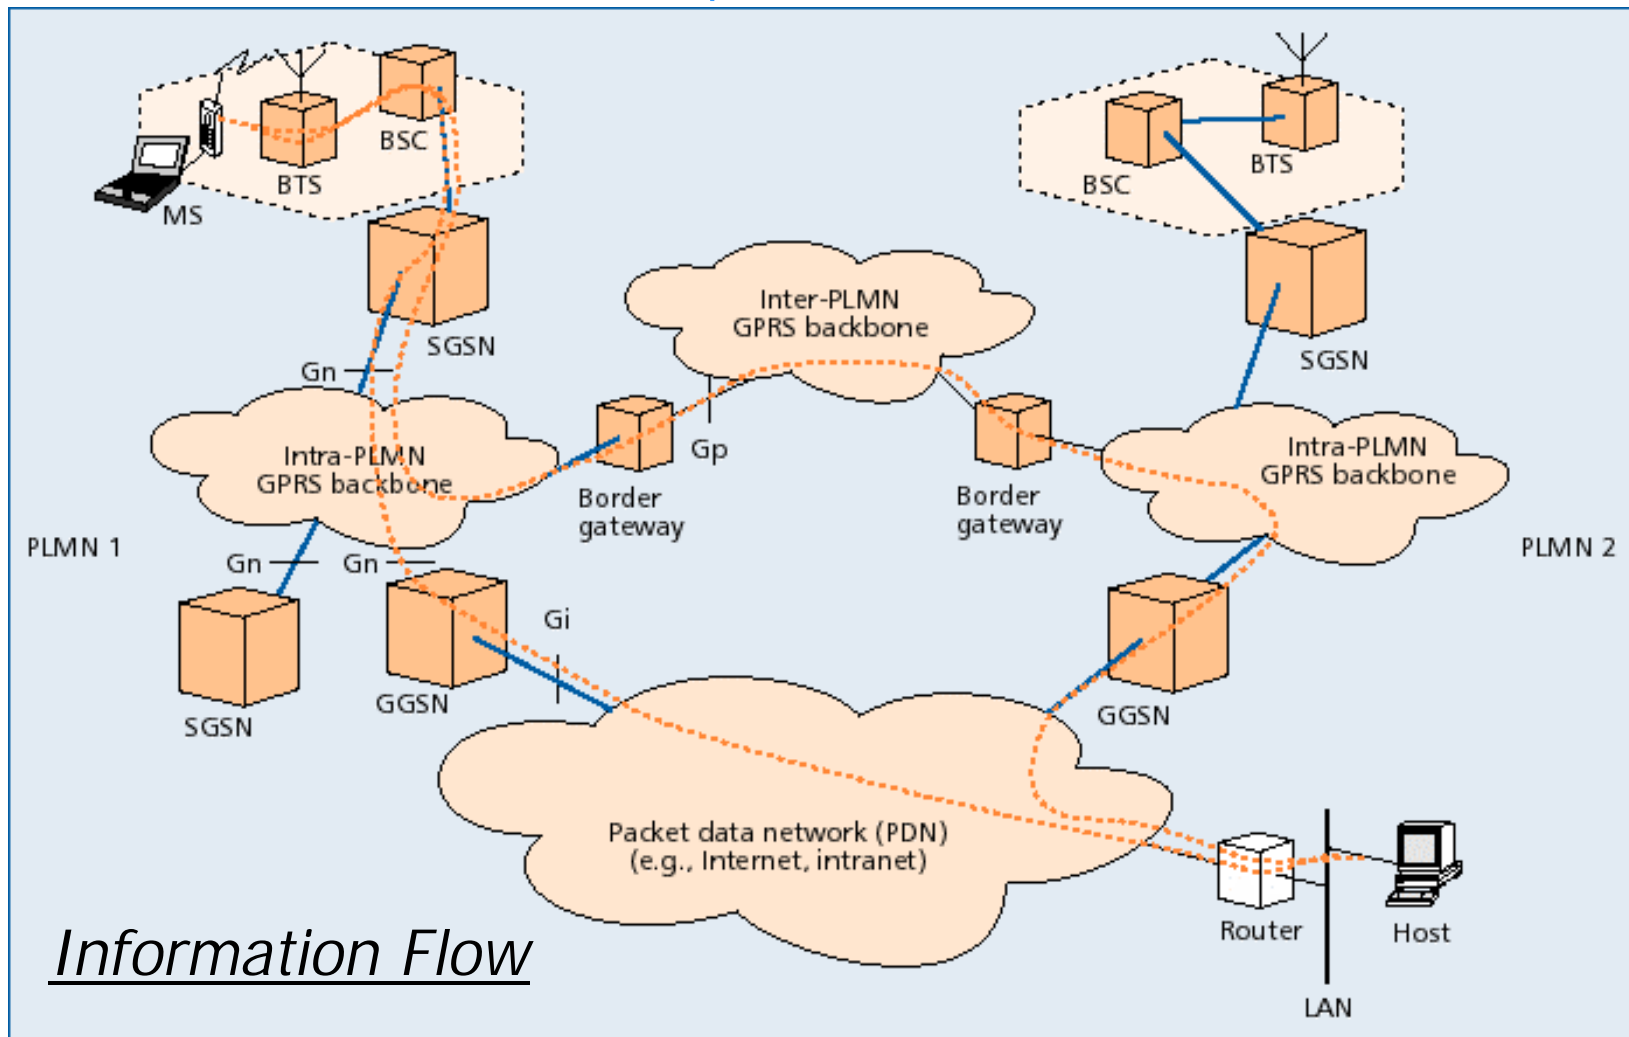 BSC
BTS
MS
BTS
BSC
SGSN
Inter-PLMN
GPRS backbone
SGSN
Gn
Gp
Intra-PLMN
GPRS backbone
Border
gateway
Border
gateway
Intra-PLMN
GPRS backbone
PLMN 1
PLMN 2
Gn
Gn
Gi
SGSN
GGSN
GGSN
Packet data network (PDN)
(e.g., Internet, intranet)
Router
Host
LAN
Information Flow